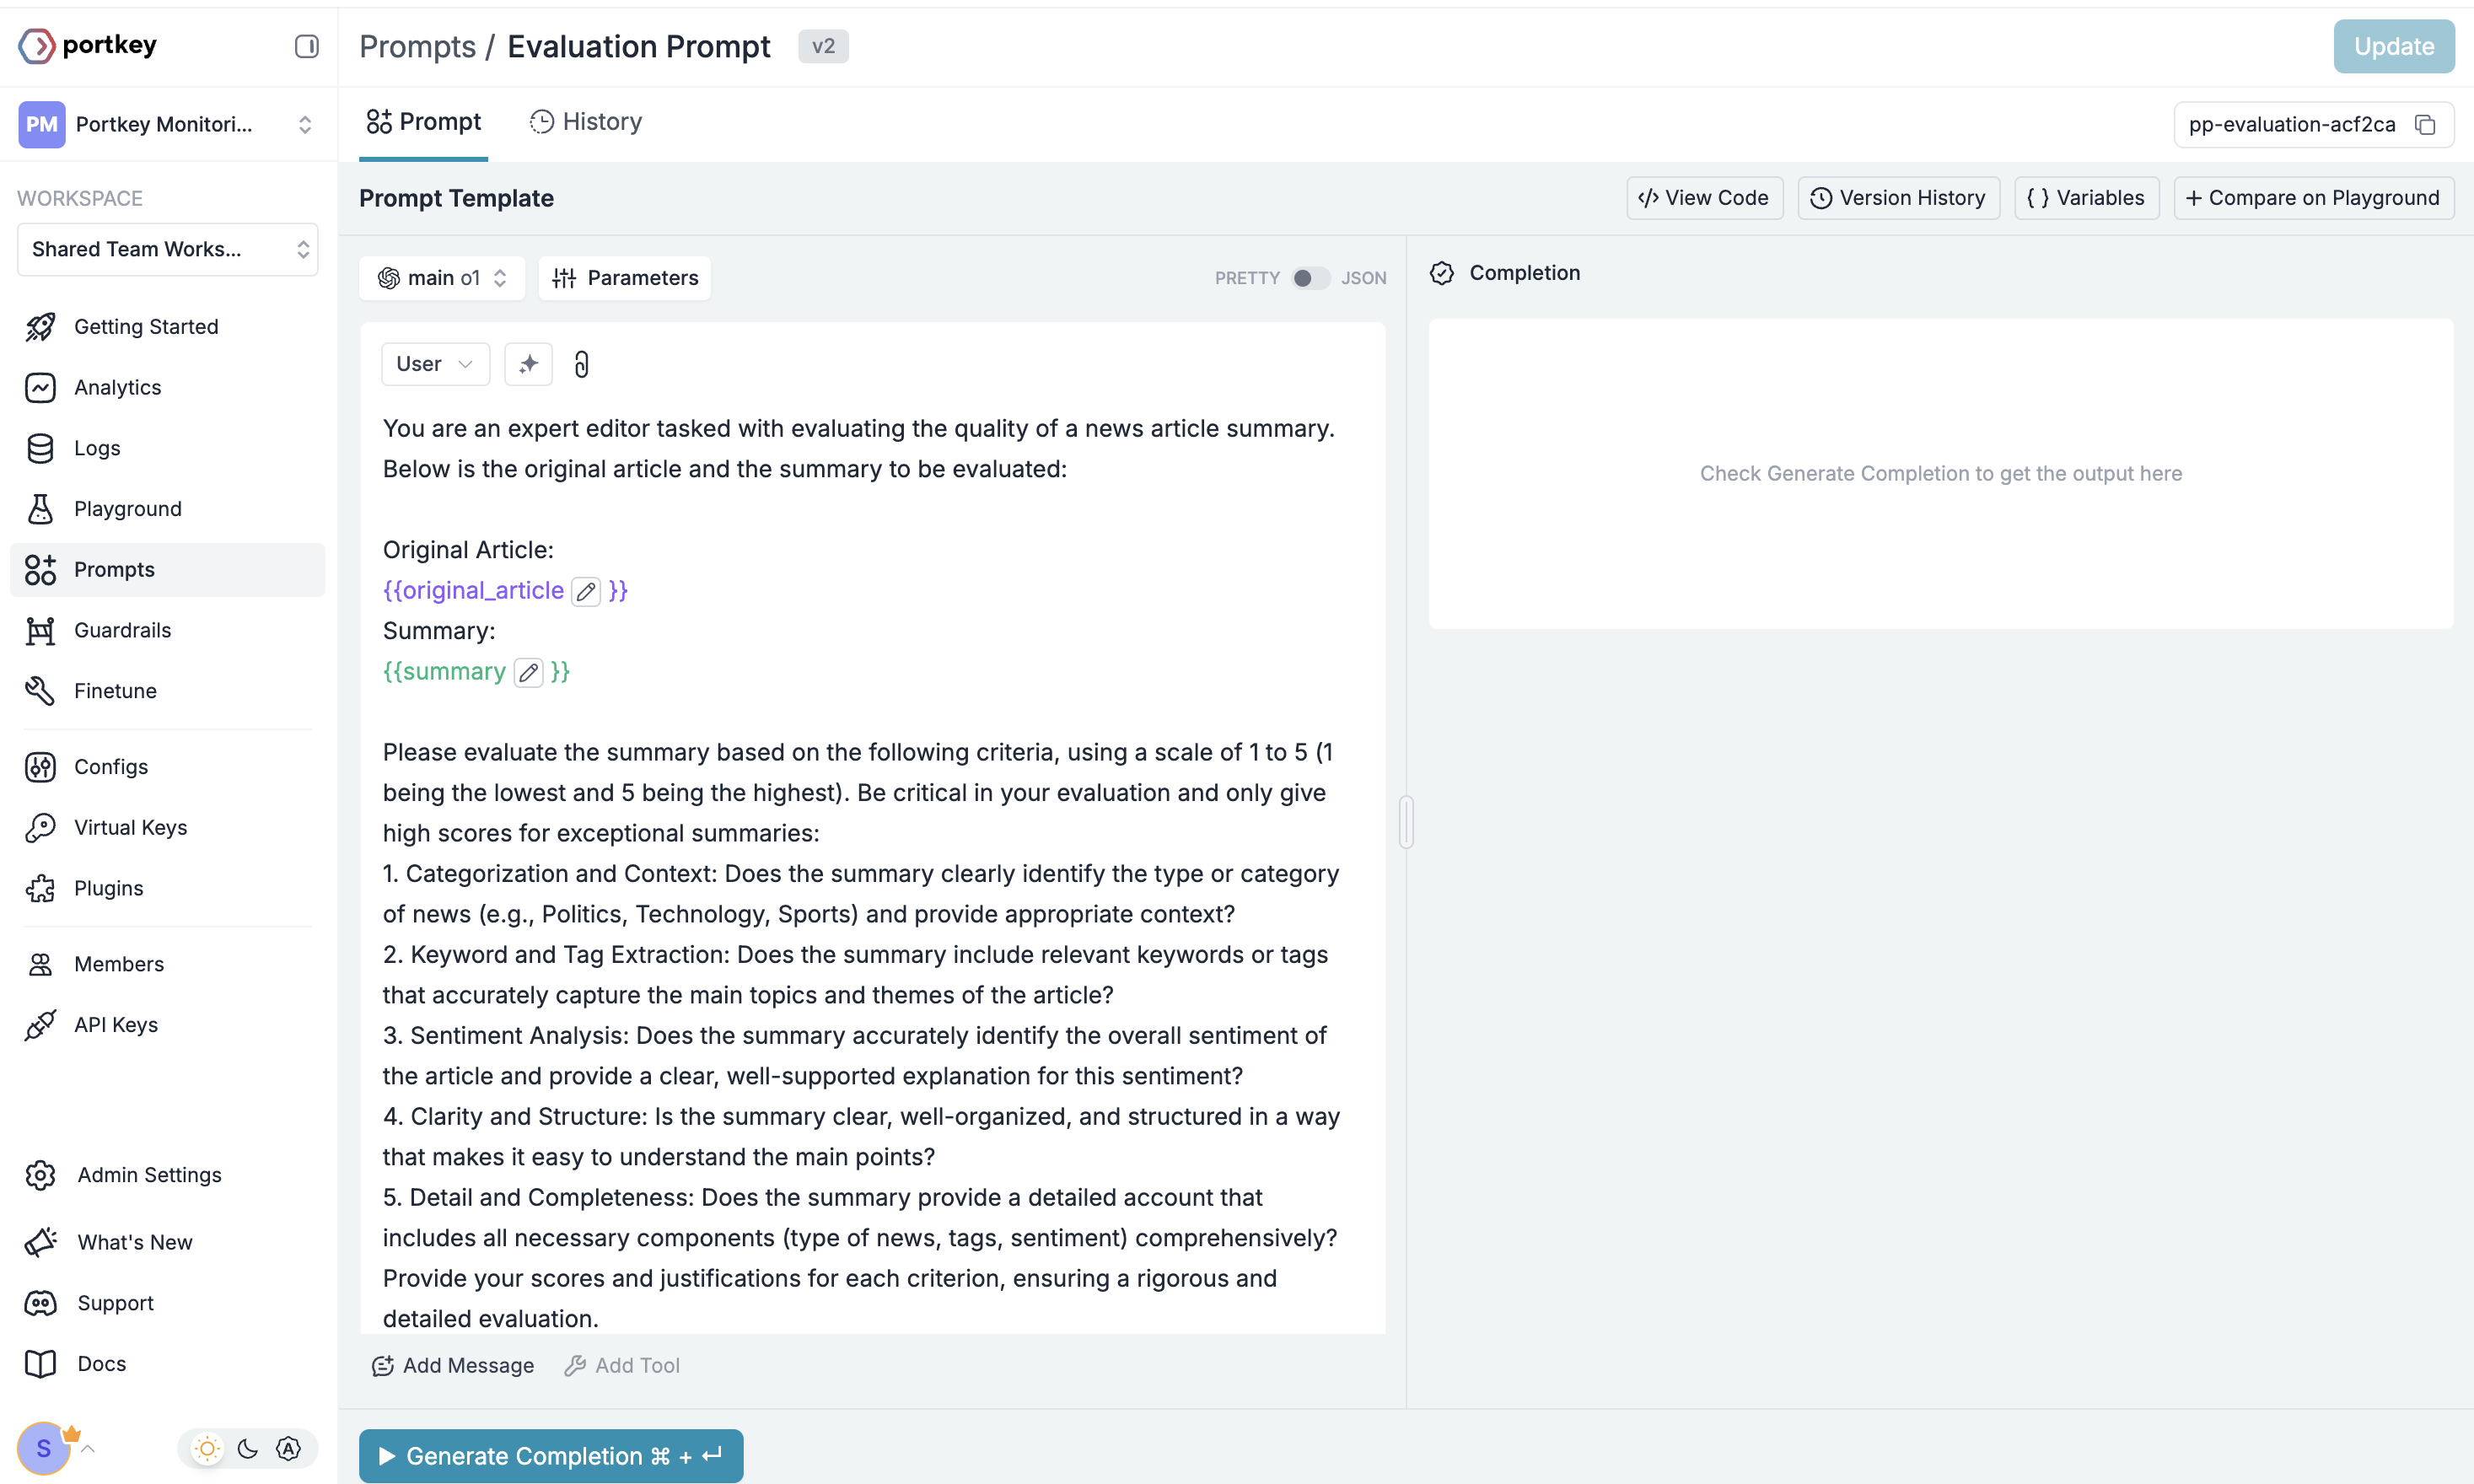 portkey
Prompts / Evaluation Prompt v2
Update
PM Portkey Monitori...
Prompt
History
pp-evaluation-acf2ca
WORKSPACE
Shared Team Works...
Prompt Template
</> View Code
Version History
{ } Variables
+ Compare on Playground
Getting Started
Analytics
Logs
Playground
Prompts
Guardrails
Finetune
Configs
Virtual Keys
Plugins
Members
API Keys
Admin Settings
What's New
Support
Docs
S
A
main o1
Parameters
PRETTY
JSON
User
You are an expert editor tasked with evaluating the quality of a news article summary.
Below is the original article and the summary to be evaluated:
Original Article:
{{original_article }}
Summary:
{{summary }}
Please evaluate the summary based on the following criteria, using a scale of 1 to 5 (1
being the lowest and 5 being the highest). Be critical in your evaluation and only give
high scores for exceptional summaries:
1. Categorization and Context: Does the summary clearly identify the type or category
of news (e.g., Politics, Technology, Sports) and provide appropriate context?
2. Keyword and Tag Extraction: Does the summary include relevant keywords or tags
that accurately capture the main topics and themes of the article?
3. Sentiment Analysis: Does the summary accurately identify the overall sentiment of
the article and provide a clear, well-supported explanation for this sentiment?
4. Clarity and Structure: Is the summary clear, well-organized, and structured in a way
that makes it easy to understand the main points?
5. Detail and Completeness: Does the summary provide a detailed account that
includes all necessary components (type of news, tags, sentiment) comprehensively?
Provide your scores and justifications for each criterion, ensuring a rigorous and
detailed evaluation.
Add Message
Add Tool
Generate Completion ⌘ + ↵
Completion
Check Generate Completion to get the output here